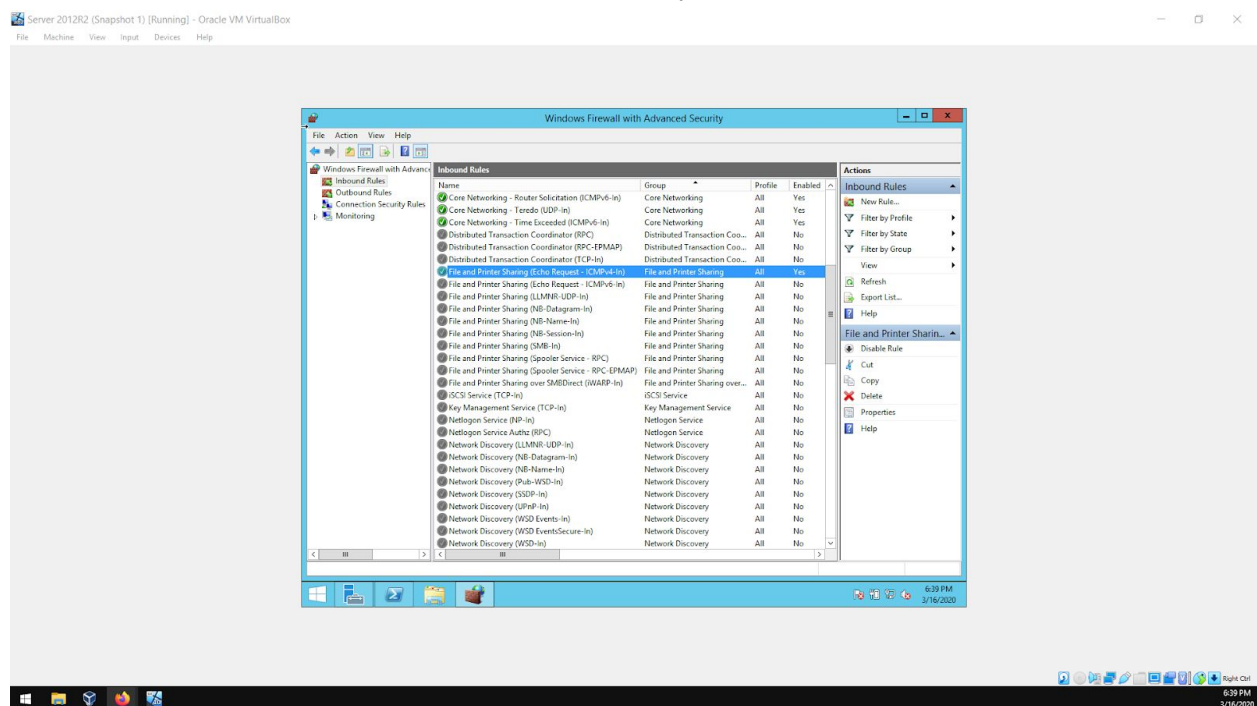 Server 2012R2 (Snapshot 1) [Running] - Oracle VM VirtualBox
File Machine View Input Devices Help
Windows Firewall with Advanced Security
File Action View Help
Windows Firewall with Advance
Inbound Rules
Outbound Rules
Connection Security Rules
Monitoring
Inbound Rules
Name Group Profile Enabled
Core Networking - Router Solicitation (ICMPv6-In) Core Networking All Yes
Core Networking - Teredo (UDP-In) Core Networking All Yes
Core Networking - Time Exceeded (ICMPv6-In) Core Networking All Yes
Distributed Transaction Coordinator (RPC) Distributed Transaction Coo... All No
Distributed Transaction Coordinator (RPC-EPMAP) Distributed Transaction Coo... All No
Distributed Transaction Coordinator (TCP-In) Distributed Transaction Coo... All No
File and Printer Sharing (Echo Request - ICMPv4-In) File and Printer Sharing All Yes
File and Printer Sharing (Echo Request - ICMPv6-In) File and Printer Sharing All No
File and Printer Sharing (LLMNR-UDP-In) File and Printer Sharing All No
File and Printer Sharing (NB-Datagram-In) File and Printer Sharing All No
File and Printer Sharing (NB-Name-In) File and Printer Sharing All No
File and Printer Sharing (NB-Session-In) File and Printer Sharing All No
File and Printer Sharing (SMB-In) File and Printer Sharing All No
File and Printer Sharing (Spooler Service - RPC) File and Printer Sharing All No
File and Printer Sharing (Spooler Service - RPC-EPMAP) File and Printer Sharing All No
File and Printer Sharing over SMBDirect (iWARP-In) File and Printer Sharing over... All No
iSCSI Service (TCP-In) iSCSI Service All No
Key Management Service (TCP-In) Key Management Service All No
Netlogon Service (NP-In) Netlogon Service All No
Netlogon Service Authz (RPC) Netlogon Service All No
Network Discovery (LLMNR-UDP-In) Network Discovery All No
Network Discovery (NB-Datagram-In) Network Discovery All No
Network Discovery (NB-Name-In) Network Discovery All No
Network Discovery (Pub-WSD-In) Network Discovery All No
Network Discovery (SSDP-In) Network Discovery All No
Network Discovery (UPnP-In) Network Discovery All No
Network Discovery (WSD Events-In) Network Discovery All No
Network Discovery (WSD EventsSecure-In) Network Discovery All No
Network Discovery (WSD-In) Network Discovery All No
Actions
Inbound Rules
New Rule...
Filter by Profile
Filter by State
Filter by Group
View
Refresh
Export List...
Help
File and Printer Sharin...
Disable Rule
Cut
Copy
Delete
Properties
Help
6:39 PM
3/16/2020
Right Ctrl
6:39 PM
3/16/2020